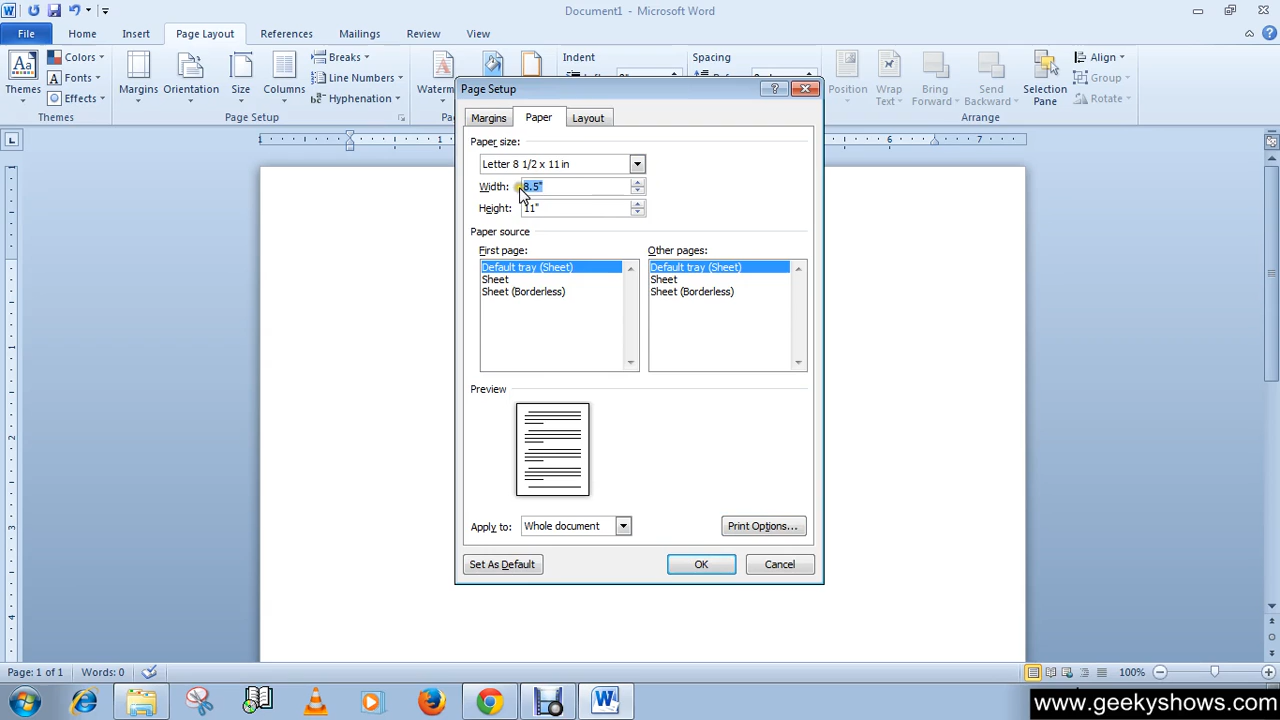 Document1 - Microsoft Word
File Home Insert Page Layout References Mailings Review View
Themes
Colors
Fonts
Effects
Themes
Margins Orientation Size Columns
Breaks
Line Numbers
Hyphenation
Page Setup
Indent Spacing
Position Wrap Text Bring Forward Send Backward Selection Pane
Align
Group
Rotate
Arrange
Page Setup
Margins Paper Layout
Paper size:
Letter 8 1/2 x 11 in
Width: 8.5"
Height: 11"
Paper source
First page: Other pages:
Default tray (Sheet) Default tray (Sheet)
Sheet Sheet
Sheet (Borderless) Sheet (Borderless)
Preview
Apply to: Whole document Print Options...
Set As Default OK Cancel
Page: 1 of 1 Words: 0 100%
www.geekyshows.com